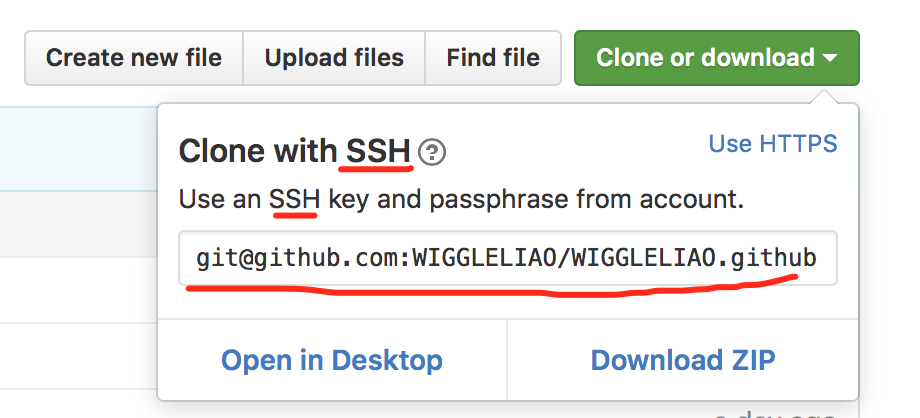 Create new file Upload files Find file Clone or download
Clone with SSH ? Use HTTPS
Use an SSH key and passphrase from account.
git@github.com:WIGGLELIAO/WIGGLELIAO.github
Open in Desktop Download ZIP